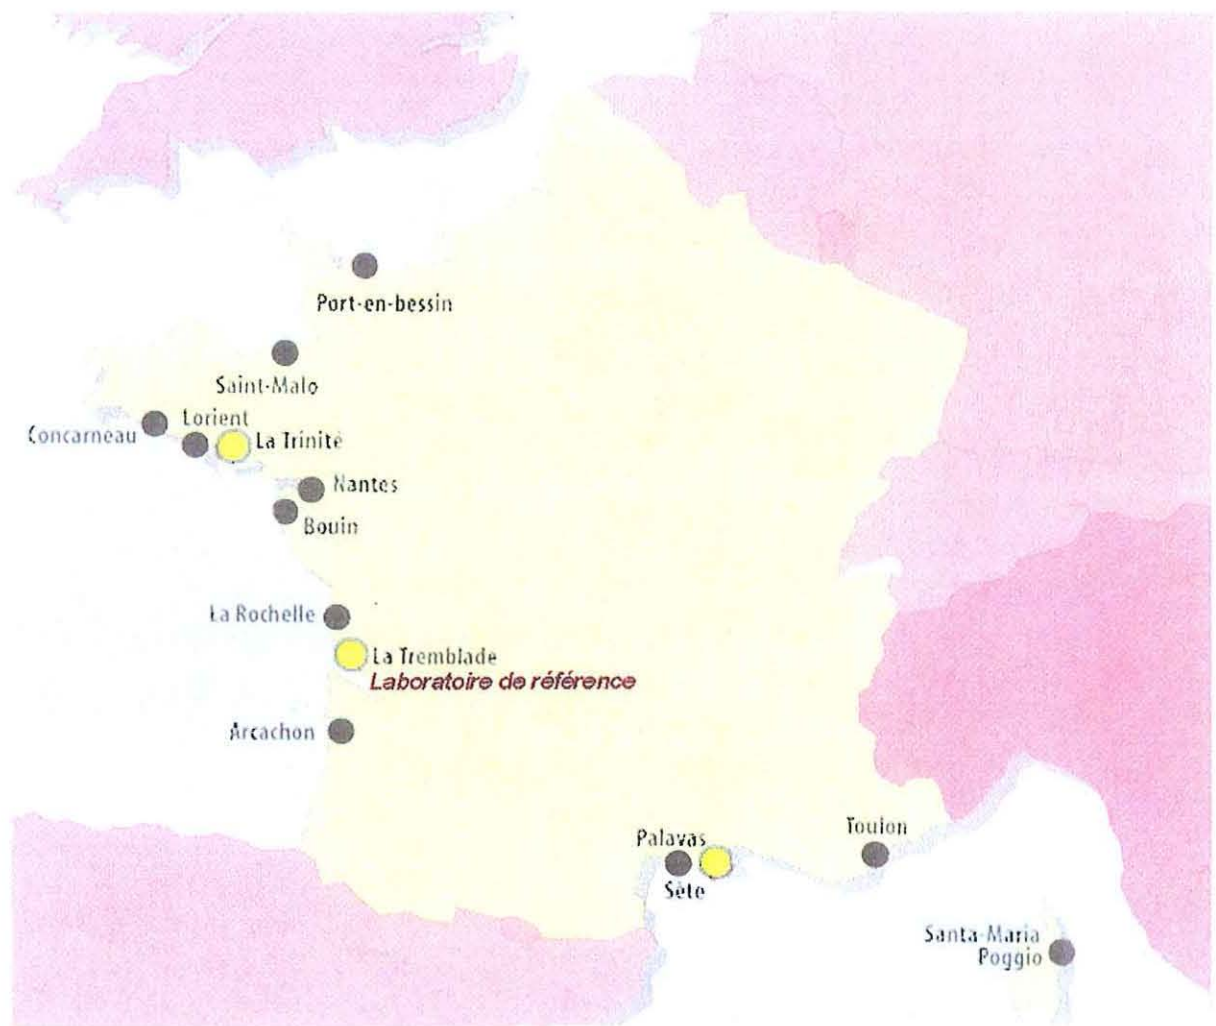 Port-en-bessin
Saint-Malo
Lorient
Concarneau
La Trinité
Nantes
Bouin
La Rochelle
La Tremblade
Laboratoire de référence
Arcachon
Palavas
Toulon
Sète
Santa-Maria
Poggio